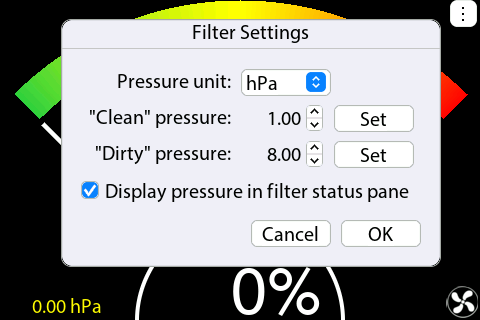 Filter Settings
Pressure unit: hPa
"Clean" pressure: 1.00 Set
"Dirty" pressure: 8.00 Set
Display pressure in filter status pane
Cancel OK
0%
0.00 hPa